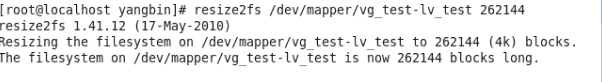 [root@localhost yangbin]# resize2fs /dev/mapper/vg_test-lv_test 262144
resize2fs 1.41.12 (17-May-2010)
Resizing the filesystem on /dev/mapper/vg_test-lv_test to 262144 (4k) blocks.
The filesystem on /dev/mapper/vg_test-lv_test is now 262144 blocks long.